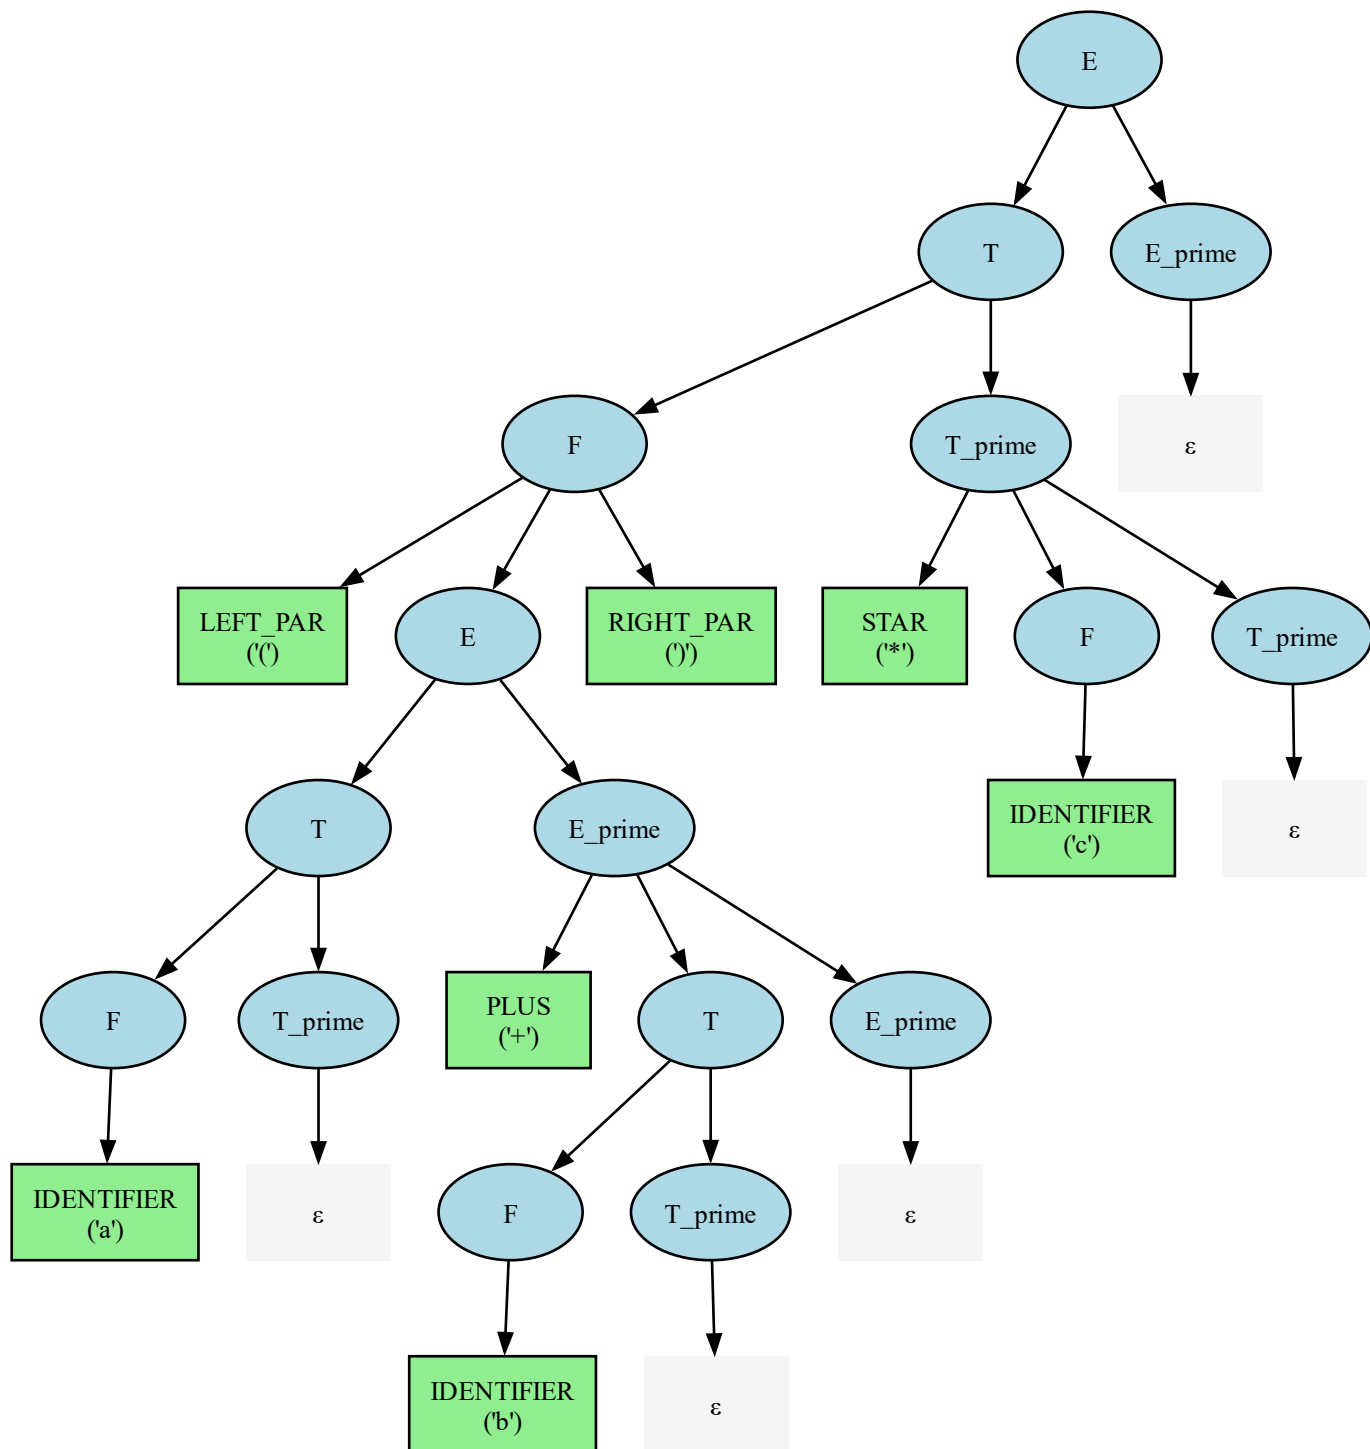 E
T
E_prime
F
T_prime
ε
LEFT_PAR
('(')
E
RIGHT_PAR
(')')
STAR
('*')
F
T_prime
T
E_prime
IDENTIFIER
('c')
ε
F
T_prime
PLUS
('+')
T
E_prime
IDENTIFIER
('a')
ε
F
T_prime
ε
IDENTIFIER
('b')
ε